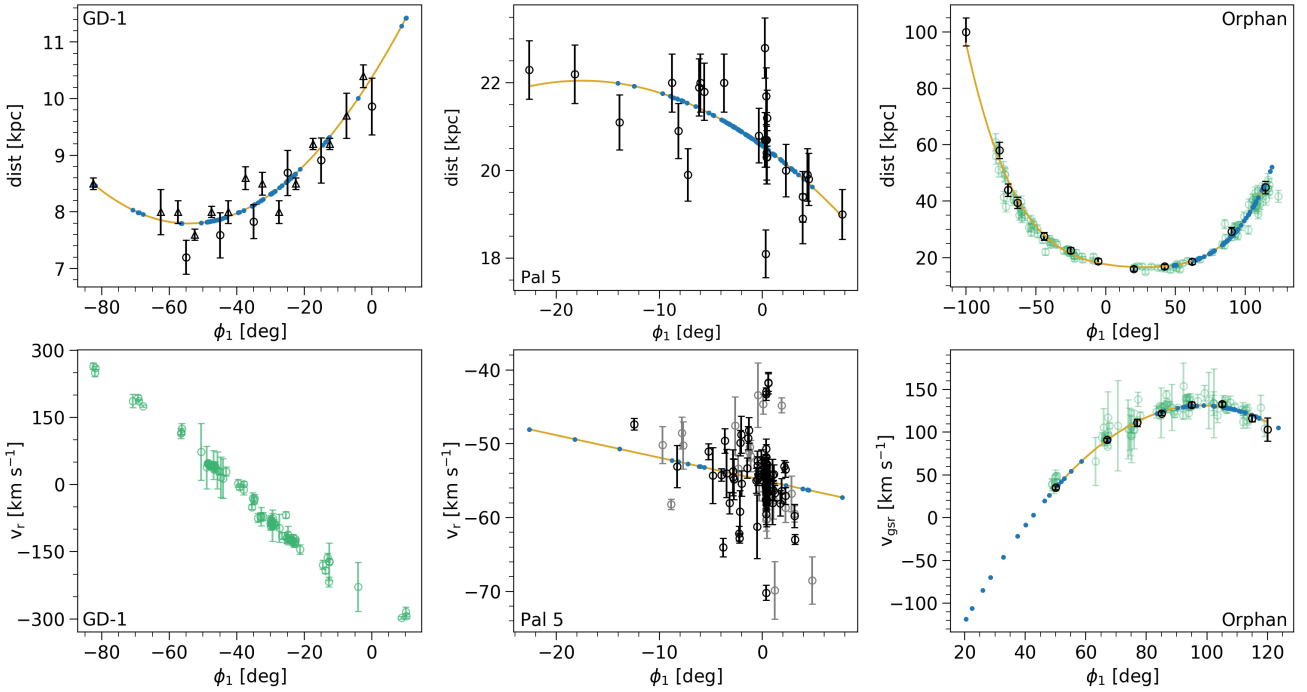 GD-1
dist [kpc]
11
10
9
8
7
−80 −60 −40 −20 0
ϕ1 [deg]
Pal 5
dist [kpc]
22
20
18
−20 −10 0
ϕ1 [deg]
Orphan
dist [kpc]
100
80
60
40
20
−100 −50 0 50 100
ϕ1 [deg]
GD-1
vr [km s−1]
300
150
0
−150
−300
−80 −60 −40 −20 0
ϕ1 [deg]
Pal 5
vr [km s−1]
−40
−50
−60
−70
−20 −10 0
ϕ1 [deg]
Orphan
vgsr [km s−1]
150
100
50
0
−50
−100
20 40 60 80 100 120
ϕ1 [deg]